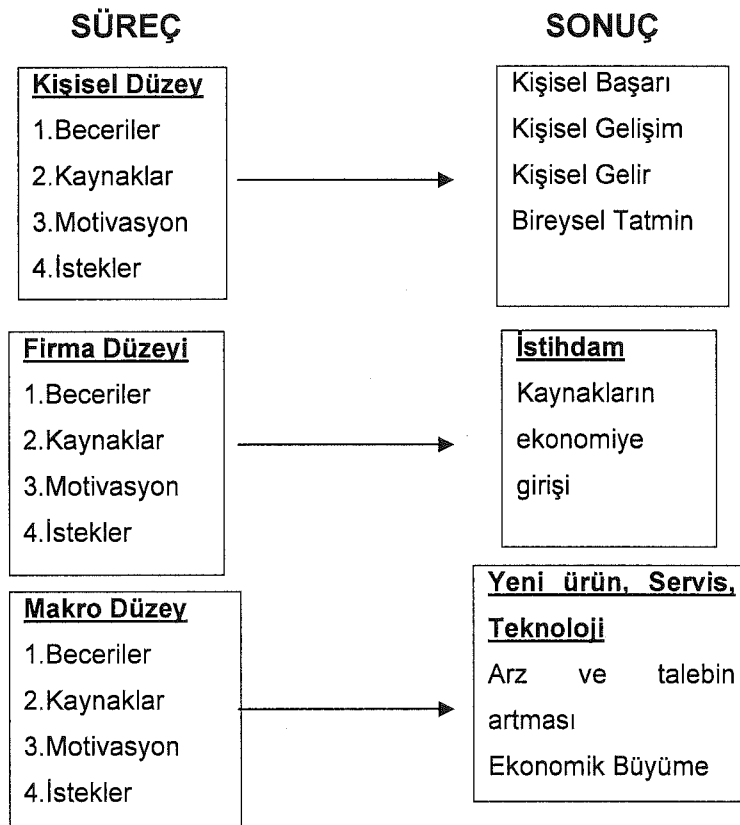 SÜREÇ
SONUÇ
Kişisel Düzey
1.Beceriler
2.Kaynaklar
3.Motivasyon
4.İstekler
Kişisel Başarı
Kişisel Gelişim
Kişisel Gelir
Bireysel Tatmin
Firma Düzeyi
1.Beceriler
2.Kaynaklar
3.Motivasyon
4.İstekler
İstihdam
Kaynakların
ekonomiye
girişi
Makro Düzey
1.Beceriler
2.Kaynaklar
3.Motivasyon
4.İstekler
Yeni ürün, Servis,
Teknoloji
Arz ve talebin
artması
Ekonomik Büyüme